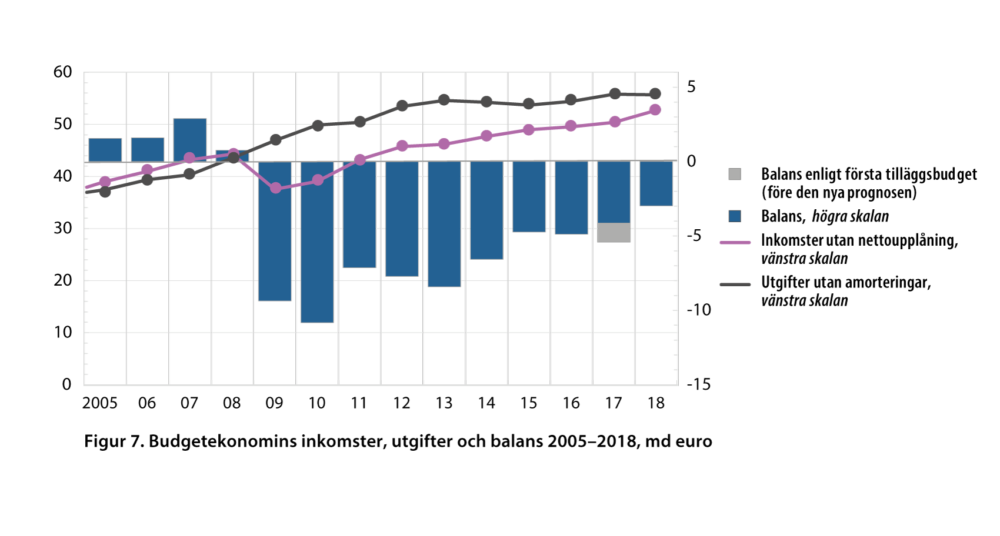 60
50
40
30
20
10
0
5
0
-5
-10
-15
2005 06 07 08 09 10 11 12 13 14 15 16 17 18
Balans enligt första tilläggsbudget
(före den nya prognosen)
Balans, högra skalan
Inkomster utan nettoupplåning,
vänstra skalan
Utgifter utan amorteringar,
vänstra skalan
Figur 7. Budgetekonomins inkomster, utgifter och balans 2005–2018, md euro